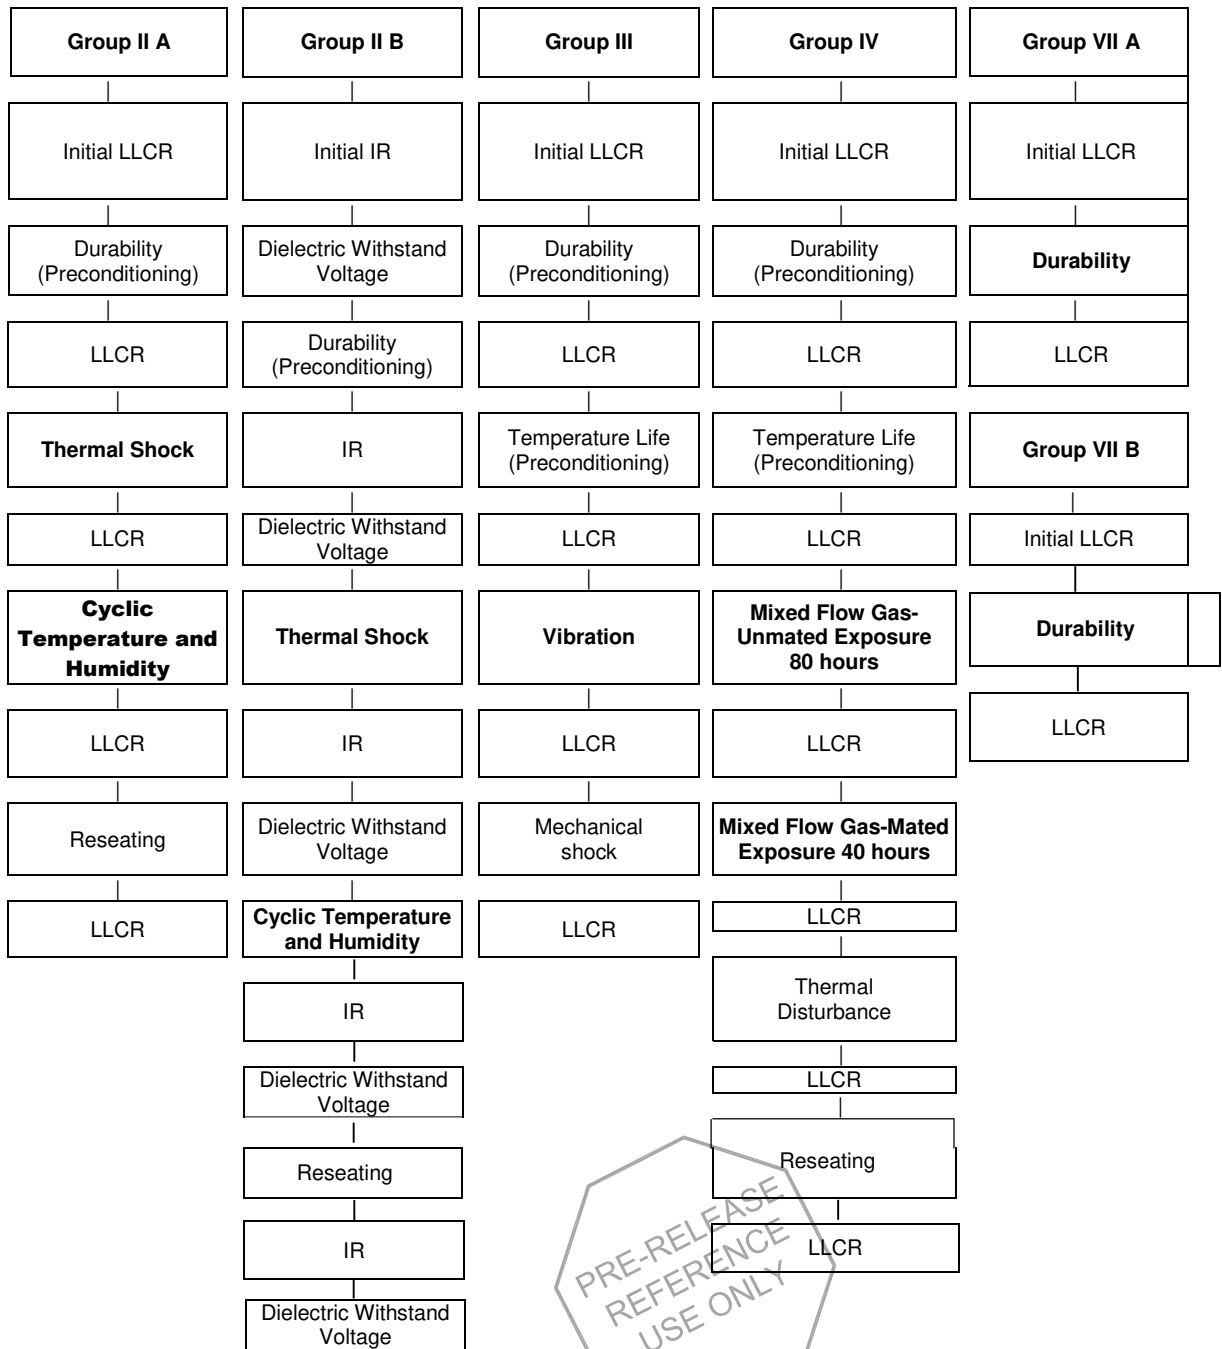 Group II A
Initial LLCR
Durability
(Preconditioning)
LLCR
Thermal Shock
LLCR
Cyclic
Temperature and
Humidity
LLCR
Reseating
LLCR
Group II B
Initial IR
Dielectric Withstand
Voltage
Durability
(Preconditioning)
IR
Dielectric Withstand
Voltage
Thermal Shock
IR
Dielectric Withstand
Voltage
Cyclic Temperature
and Humidity
IR
Dielectric Withstand
Voltage
Reseating
IR
Dielectric Withstand
Voltage
Group III
Initial LLCR
Durability
(Preconditioning)
LLCR
Temperature Life
(Preconditioning)
LLCR
Vibration
LLCR
Mechanical
shock
LLCR
Group IV
Initial LLCR
Durability
(Preconditioning)
LLCR
Temperature Life
(Preconditioning)
LLCR
Mixed Flow Gas-
Unmated Exposure
80 hours
LLCR
Mixed Flow Gas-Mated
Exposure 40 hours
LLCR
Thermal
Disturbance
LLCR
Reseating
LLCR
Group VII A
Initial LLCR
Durability
LLCR
Group VII B
Initial LLCR
Durability
LLCR
PRE-RELEASE
REFERENCE
USE ONLY